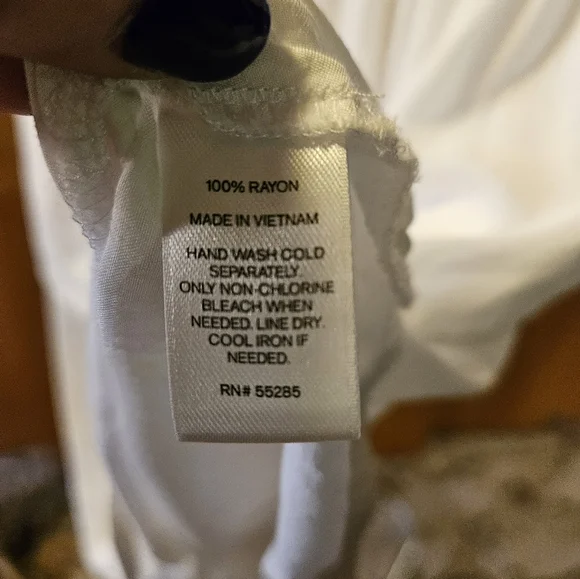 100% RAYON
MADE IN VIETNAM
HAND WASH COLD
SEPARATELY.
ONLY NON-CHLORINE
BLEACH WHEN
NEEDED. LINE DRY.
COOL IRON IF
NEEDED.
RN# 55285